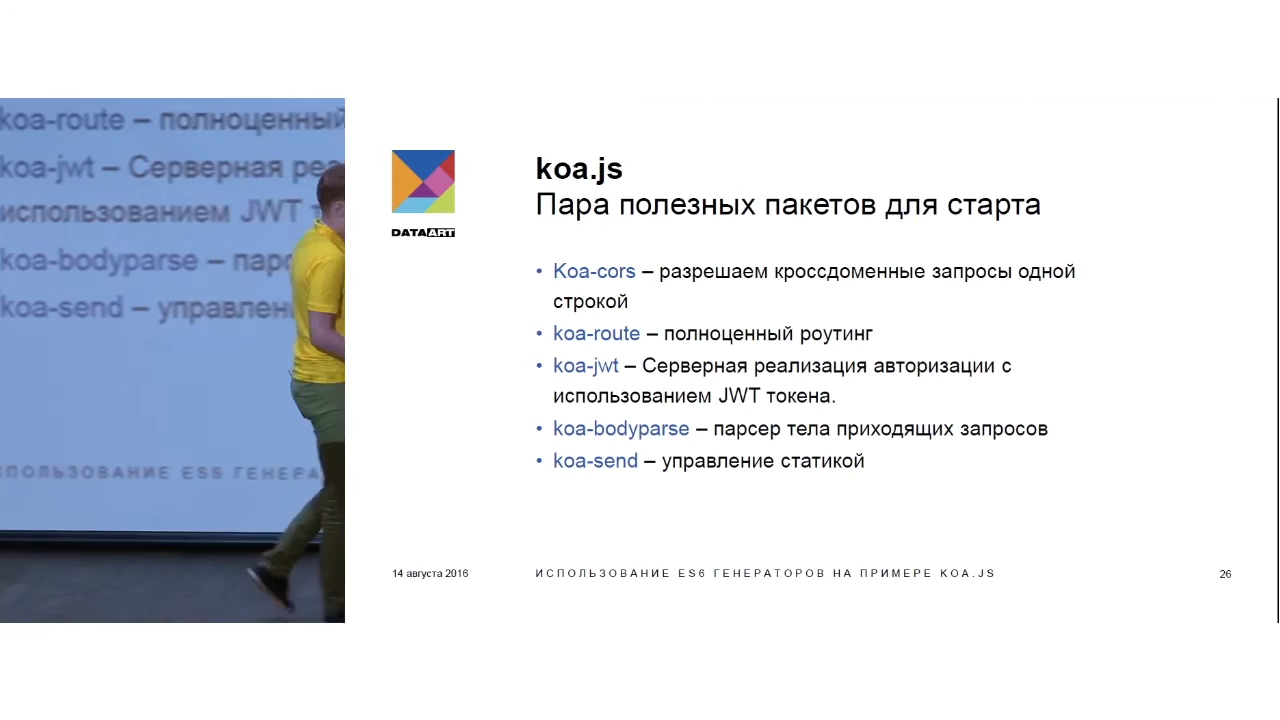 koa-route – полноценный
koa-jwt – Серверная реа
использованием JWT т
koa-bodyparse – парс
koa-send – управлен
СПОЛЬЗОВАНИЕ ES6 ГЕНЕРА
DATAART
koa.js
Пара полезных пакетов для старта
• Koa-cors – разрешаем кроссдоменные запросы одной
строкой
• koa-route – полноценный роутинг
• koa-jwt – Серверная реализация авторизации с
использованием JWT токена.
• koa-bodyparse – парсер тела приходящих запросов
• koa-send – управление статикой
14 августа 2016
ИСПОЛЬЗОВАНИЕ ES6 ГЕНЕРАТОРОВ НА ПРИМЕРЕ KOA.JS
26